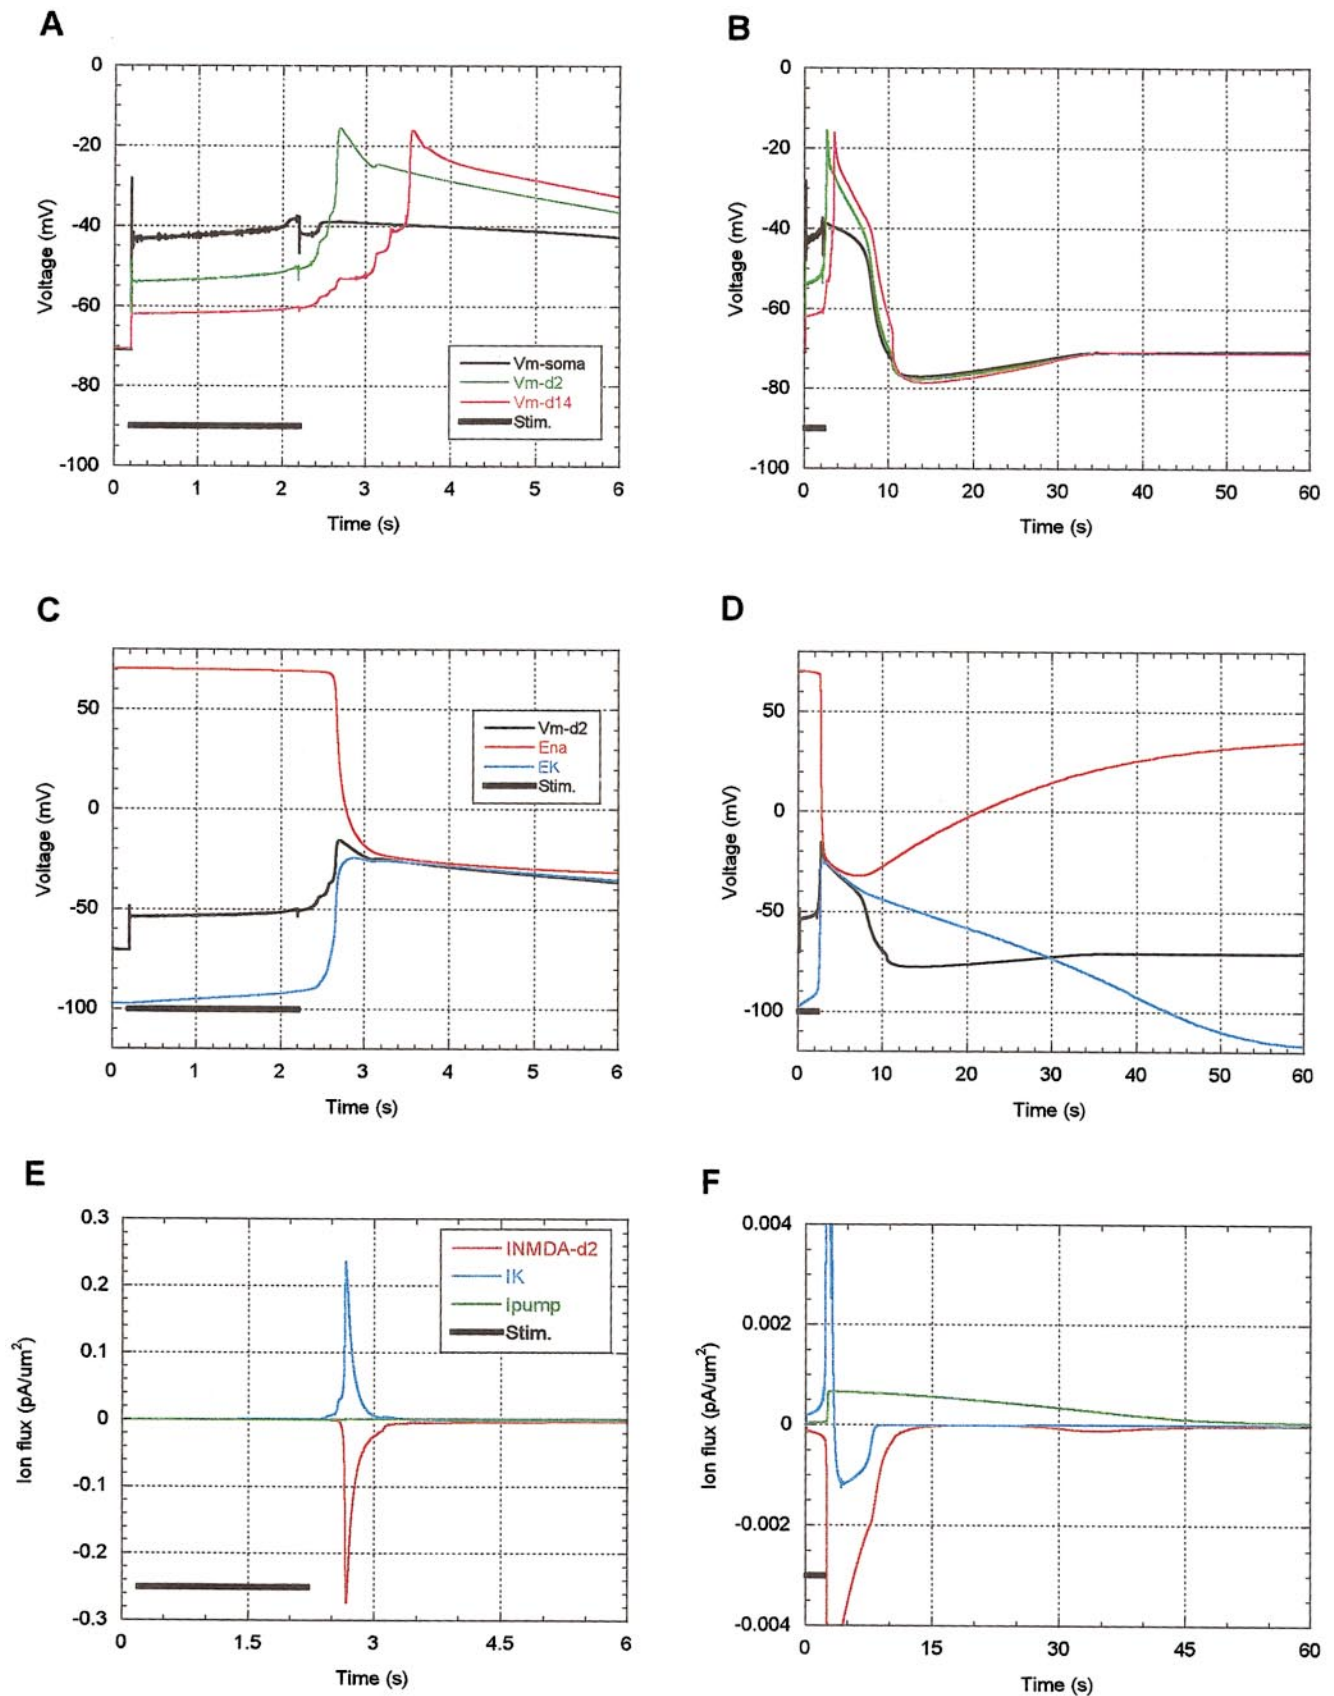 A
0
-20
-40
-60
-80
-100
Voltage (mV)
Vm-soma
Vm-d2
Vm-d14
Stim.
0 1 2 3 4 5 6
Time (s)
B
0
-20
-40
-60
-80
-100
Voltage (mV)
0 10 20 30 40 50 60
Time (s)
C
50
0
-50
-100
Voltage (mV)
Vm-d2
Ena
EK
Stim.
0 1 2 3 4 5 6
Time (s)
D
50
0
-50
-100
Voltage (mV)
0 10 20 30 40 50 60
Time (s)
E
0.3
0.2
0.1
0
-0.1
-0.2
-0.3
Ion flux (pA/um²)
INMDA-d2
IK
Ipump
Stim.
0 1.5 3 4.5 6
Time (s)
F
0.004
0.002
0
-0.002
-0.004
Ion flux (pA/um²)
0 15 30 45 60
Time (s)